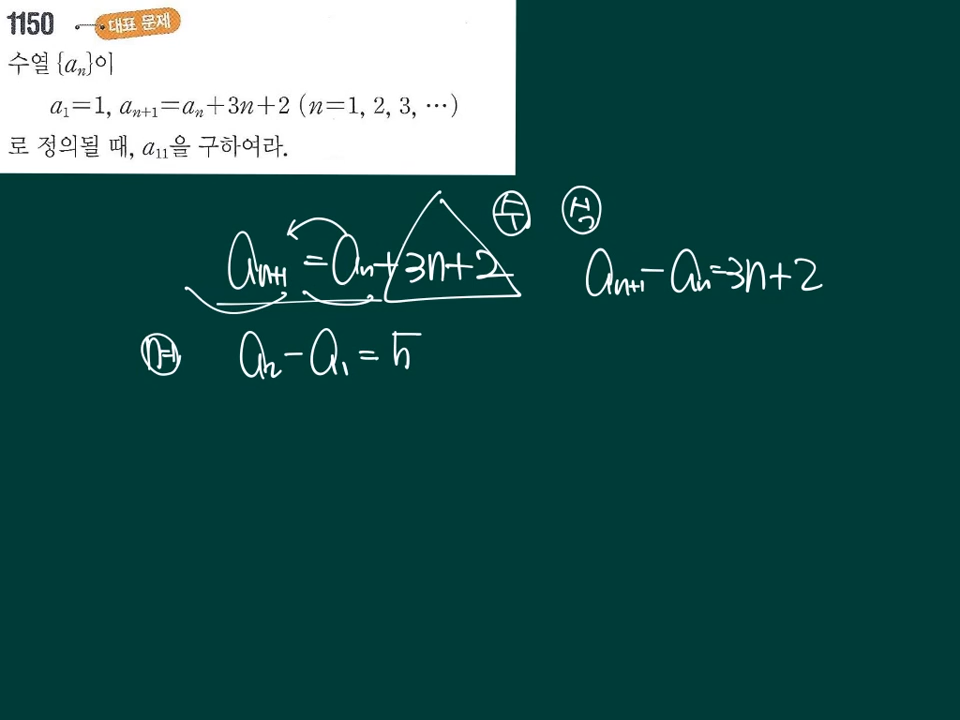 1150 대표 문제
수열 {aₙ}이
a₁=1, aₙ₊₁=aₙ+3n+2 (n=1, 2, 3, ⋯)
로 정의될 때, a₁₁을 구하여라.
aₙ₊₁ = aₙ+3n+2
aₙ₊₁-aₙ=3n+2
n=1 a₂-a₁=5